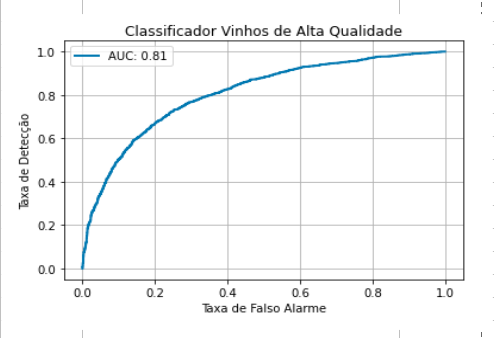 Classificador Vinhos de Alta Qualidade
AUC: 0.81
1.0
0.8
0.6
0.4
0.2
0.0
Taxa de Detecção
0.0 0.2 0.4 0.6 0.8 1.0
Taxa de Falso Alarme